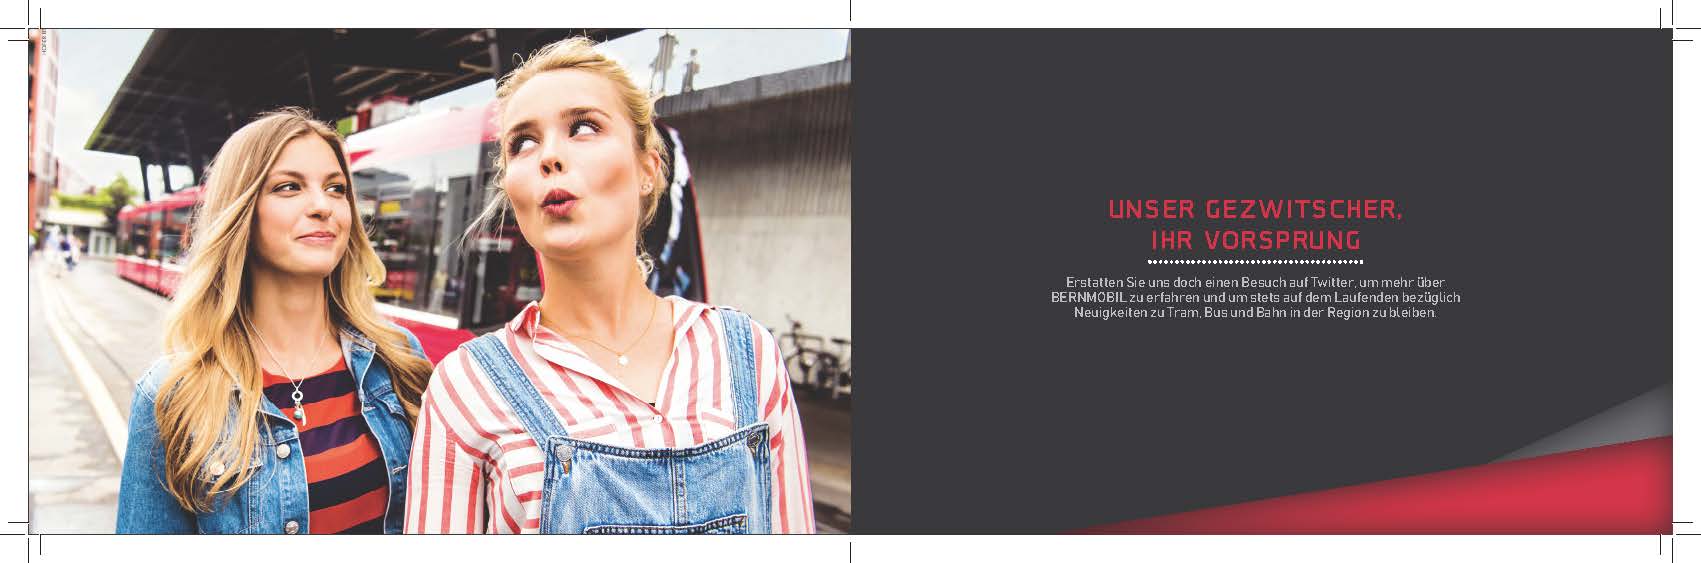 UNSER GEZWITSCHER,
IHR VORSPRUNG
Erstatten Sie uns doch einen Besuch auf Twitter, um mehr über
BERNMOBIL zu erfahren und um stets auf dem Laufenden bezüglich
Neuigkeiten zu Tram, Bus und Bahn in der Region zu bleiben.